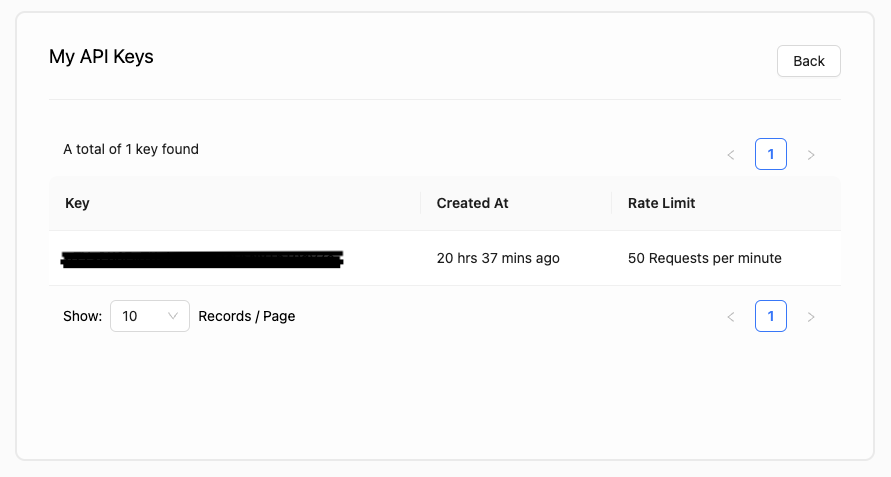 My API Keys
Back
A total of 1 key found
1
Key Created At Rate Limit
20 hrs 37 mins ago 50 Requests per minute
Show: 10 Records / Page
1